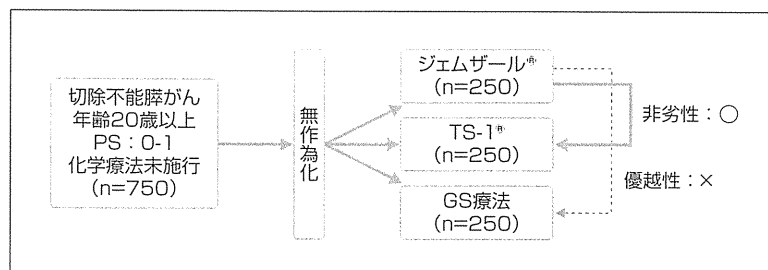 切除不能膵がん
年齢20歳以上
PS：0-1
化学療法未施行
(n=750)
無作為化
ジェムザール®
(n=250)
TS-1®
(n=250)
GS療法
(n=250)
非劣性：○
優越性：×